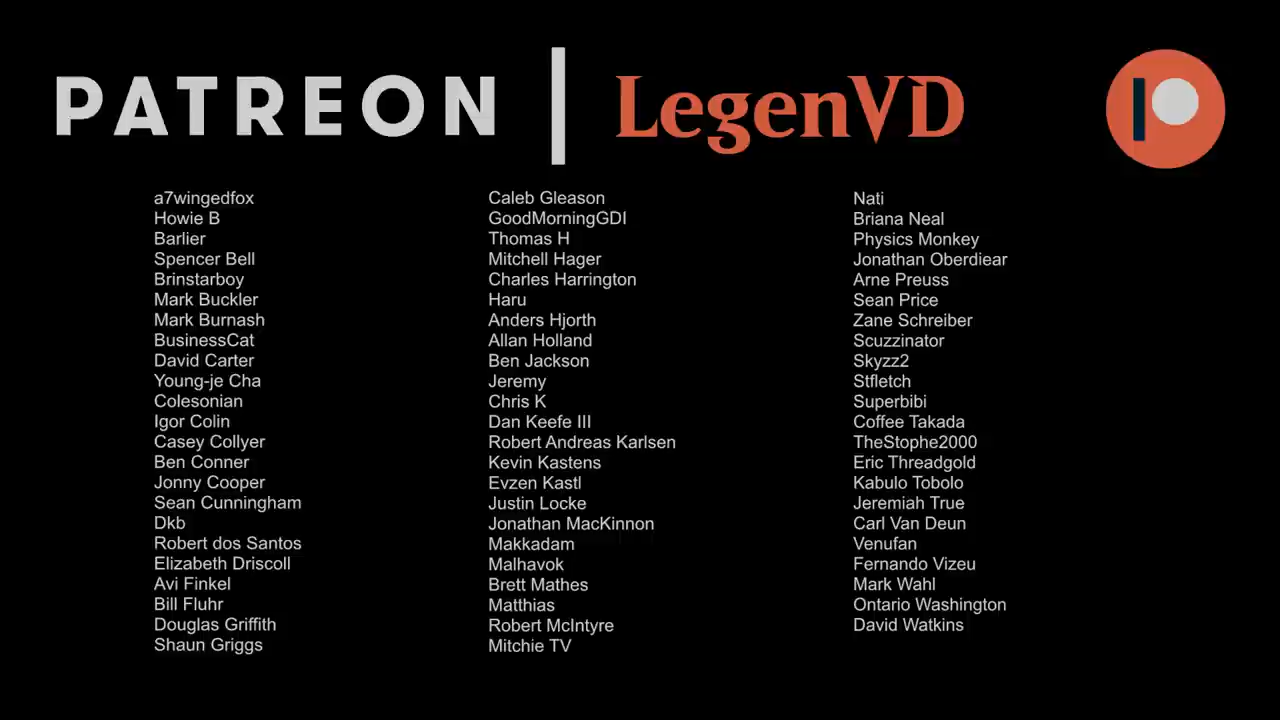 PATREON | LegenVD
a7wingedfox
Howie B
Barlier
Spencer Bell
Brinstarboy
Mark Buckler
Mark Burnash
BusinessCat
David Carter
Young-je Cha
Colesonian
Igor Colin
Casey Collyer
Ben Conner
Jonny Cooper
Sean Cunningham
Dkb
Robert dos Santos
Elizabeth Driscoll
Avi Finkel
Bill Fluhr
Douglas Griffith
Shaun Griggs
Caleb Gleason
GoodMorningGDI
Thomas H
Mitchell Hager
Charles Harrington
Haru
Anders Hjorth
Allan Holland
Ben Jackson
Jeremy
Chris K
Dan Keefe III
Robert Andreas Karlsen
Kevin Kastens
Evzen Kastl
Justin Locke
Jonathan MacKinnon
Makkadam
Malhavok
Brett Mathes
Matthias
Robert McIntyre
Mitchie TV
Nati
Briana Neal
Physics Monkey
Jonathan Oberdiear
Arne Preuss
Sean Price
Zane Schreiber
Scuzzinator
Skyzz2
Stfletch
Superbibi
Coffee Takada
TheStophe2000
Eric Threadgold
Kabulo Tobolo
Jeremiah True
Carl Van Deun
Venufan
Fernando Vizeu
Mark Wahl
Ontario Washington
David Watkins